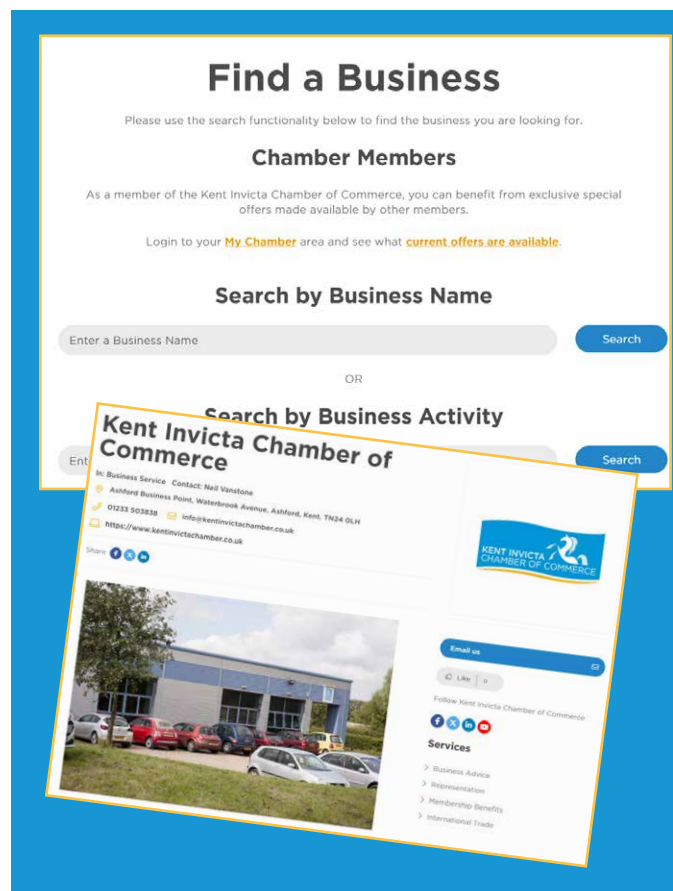 Find a Business
Please use the search functionality below to find the business you are looking for.
Chamber Members
As a member of the Kent Invicta Chamber of Commerce, you can benefit from exclusive special
offers made available by other members.
Login to your My Chamber area and see what current offers are available.
Search by Business Name
Enter a Business Name
Search
OR
Search by Business Activity
Ent
Search
Kent Invicta Chamber of
Commerce
In: Business Service Contact: Neil Vanstone
Ashford Business Point, Waterbrook Avenue, Ashford, Kent, TN24 0LH
01233 503838 info@kentinvictachamber.co.uk
https://www.kentinvictachamber.co.uk
Share
KENT INVICTA
CHAMBER OF COMMERCE
Email us
Like 0
Follow Kent Invicta Chamber of Commerce
Services
Business Advice
Representation
Membership Benefits
International Trade